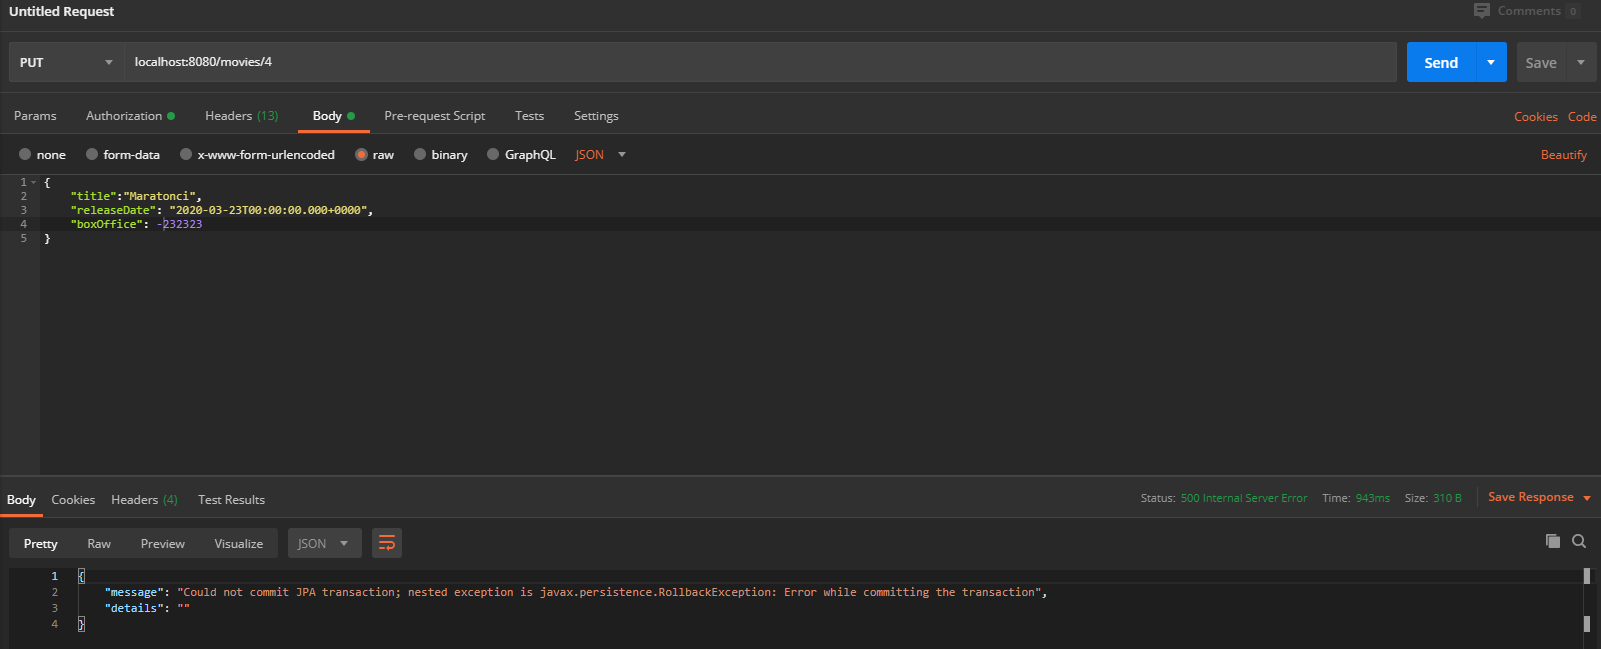 Untitled Request
Comments 0
PUT
localhost:8080/movies/4
Send
Save
Params Authorization Headers (13) Body Pre-request Script Tests Settings Cookies Code
none form-data x-www-form-urlencoded raw binary GraphQL JSON Beautify
1 {
2 "title":"Maratonci",
3 "releaseDate": "2020-03-23T00:00:00.000+0000",
4 "boxOffice": -232323
5 }
Body Cookies Headers (4) Test Results Status: 500 Internal Server Error Time: 943ms Size: 310 B Save Response
Pretty Raw Preview Visualize JSON
1 {
2 "message": "Could not commit JPA transaction; nested exception is javax.persistence.RollbackException: Error while committing the transaction",
3 "details": ""
4 }